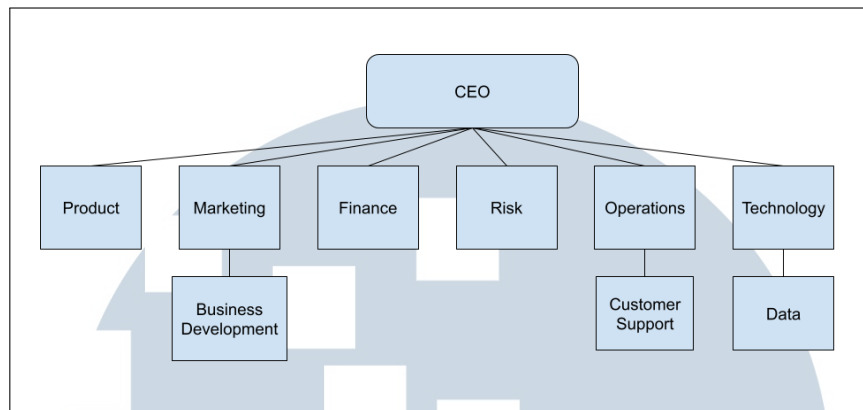 CEO
Product
Marketing
Finance
Risk
Operations
Technology
Business
Development
Customer
Support
Data